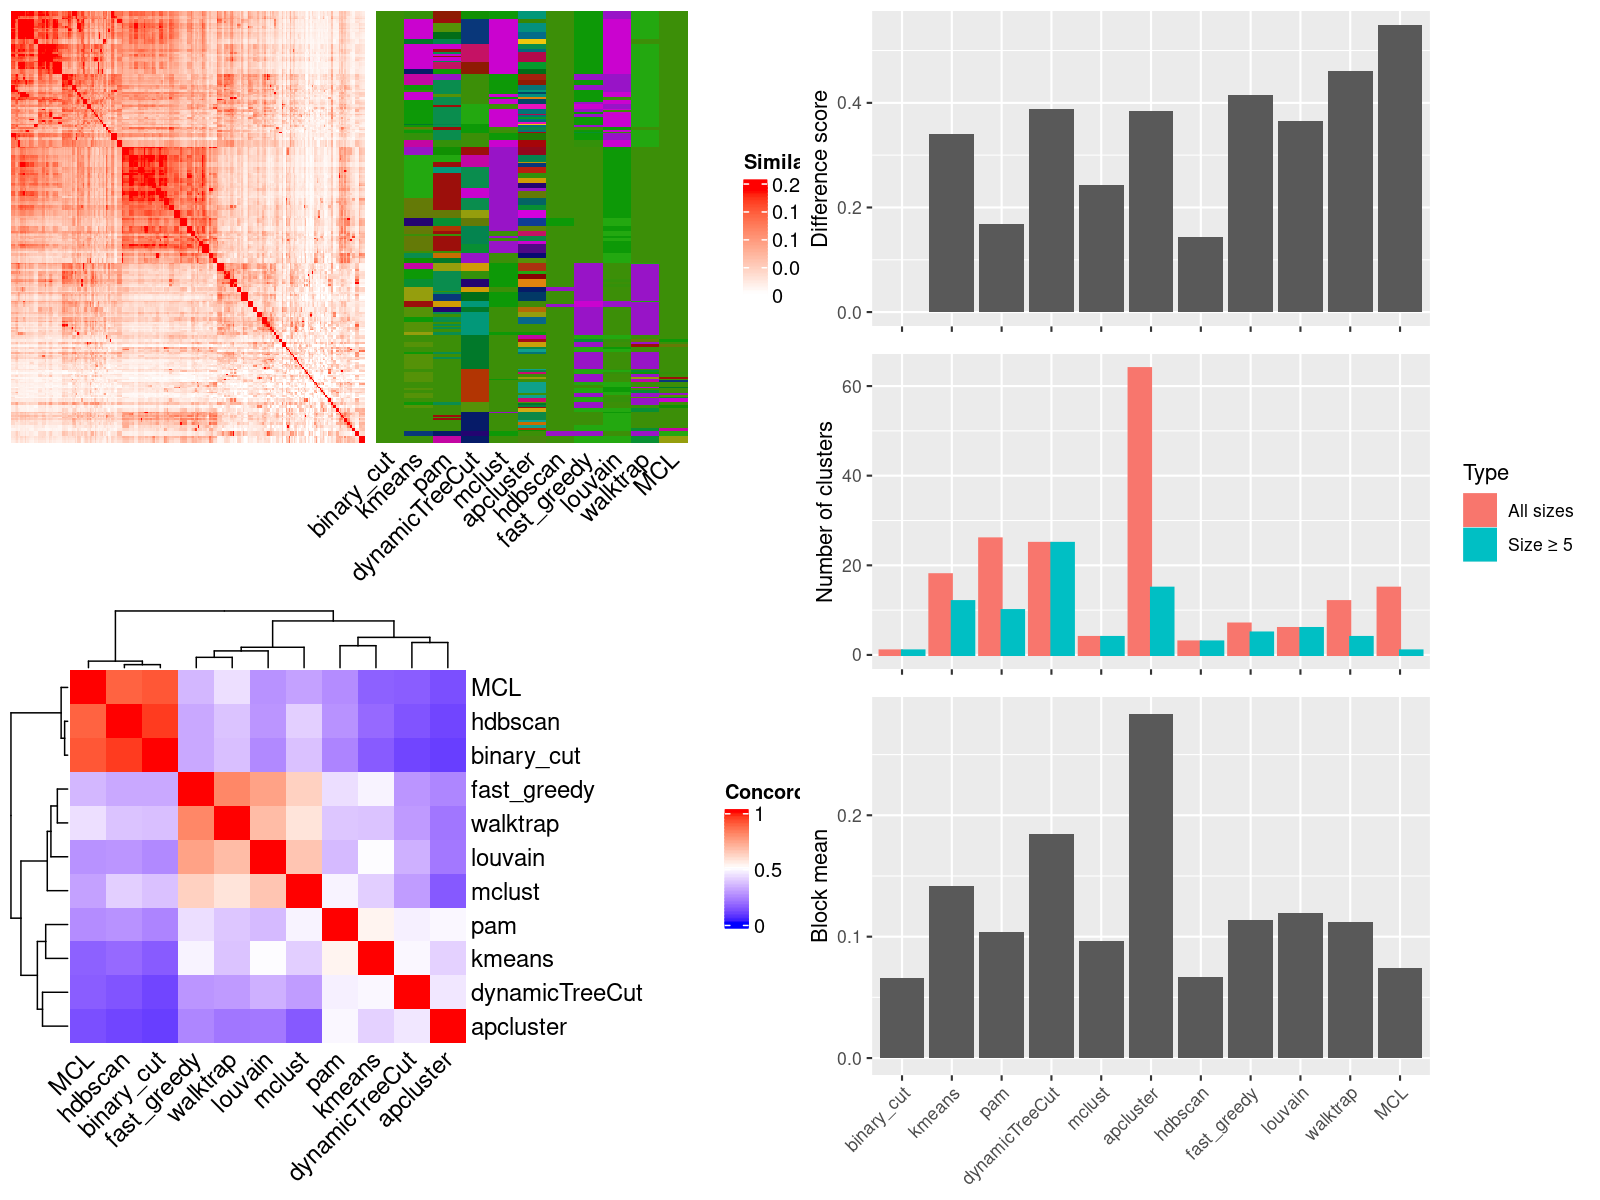 Simila
0.2
0.1
0.1
0.0
0
binary_cut
kmeans
pam
dynamicTreeCut
mclust
apcluster
hdbscan
fast_greedy
louvain
walktrap
MCL
MCL
hdbscan
binary_cut
fast_greedy
walktrap
louvain
mclust
pam
kmeans
dynamicTreeCut
apcluster
MCL
hdbscan
binary_cut
fast_greedy
walktrap
louvain
mclust
pam
kmeans
dynamicTreeCut
apcluster
Concord
1
0.5
0
Difference score
0.4
0.2
0.0
Number of clusters
60
40
20
0
Type
All sizes
Size ≥ 5
Block mean
0.2
0.1
0.0
binary_cut
kmeans
pam
dynamicTreeCut
mclust
apcluster
hdbscan
fast_greedy
louvain
walktrap
MCL